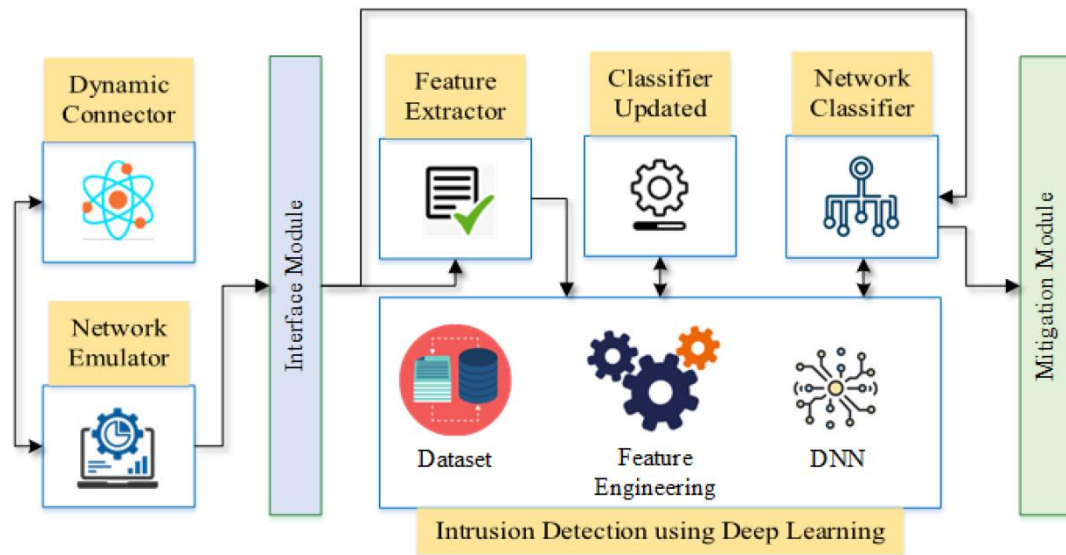 Dynamic
Connector
Network
Emulator
Interface Module
Feature
Extractor
Classifier
Updated
Network
Classifier
Dataset
Feature
Engineering
DNN
Intrusion Detection using Deep Learning
Mitigation Module